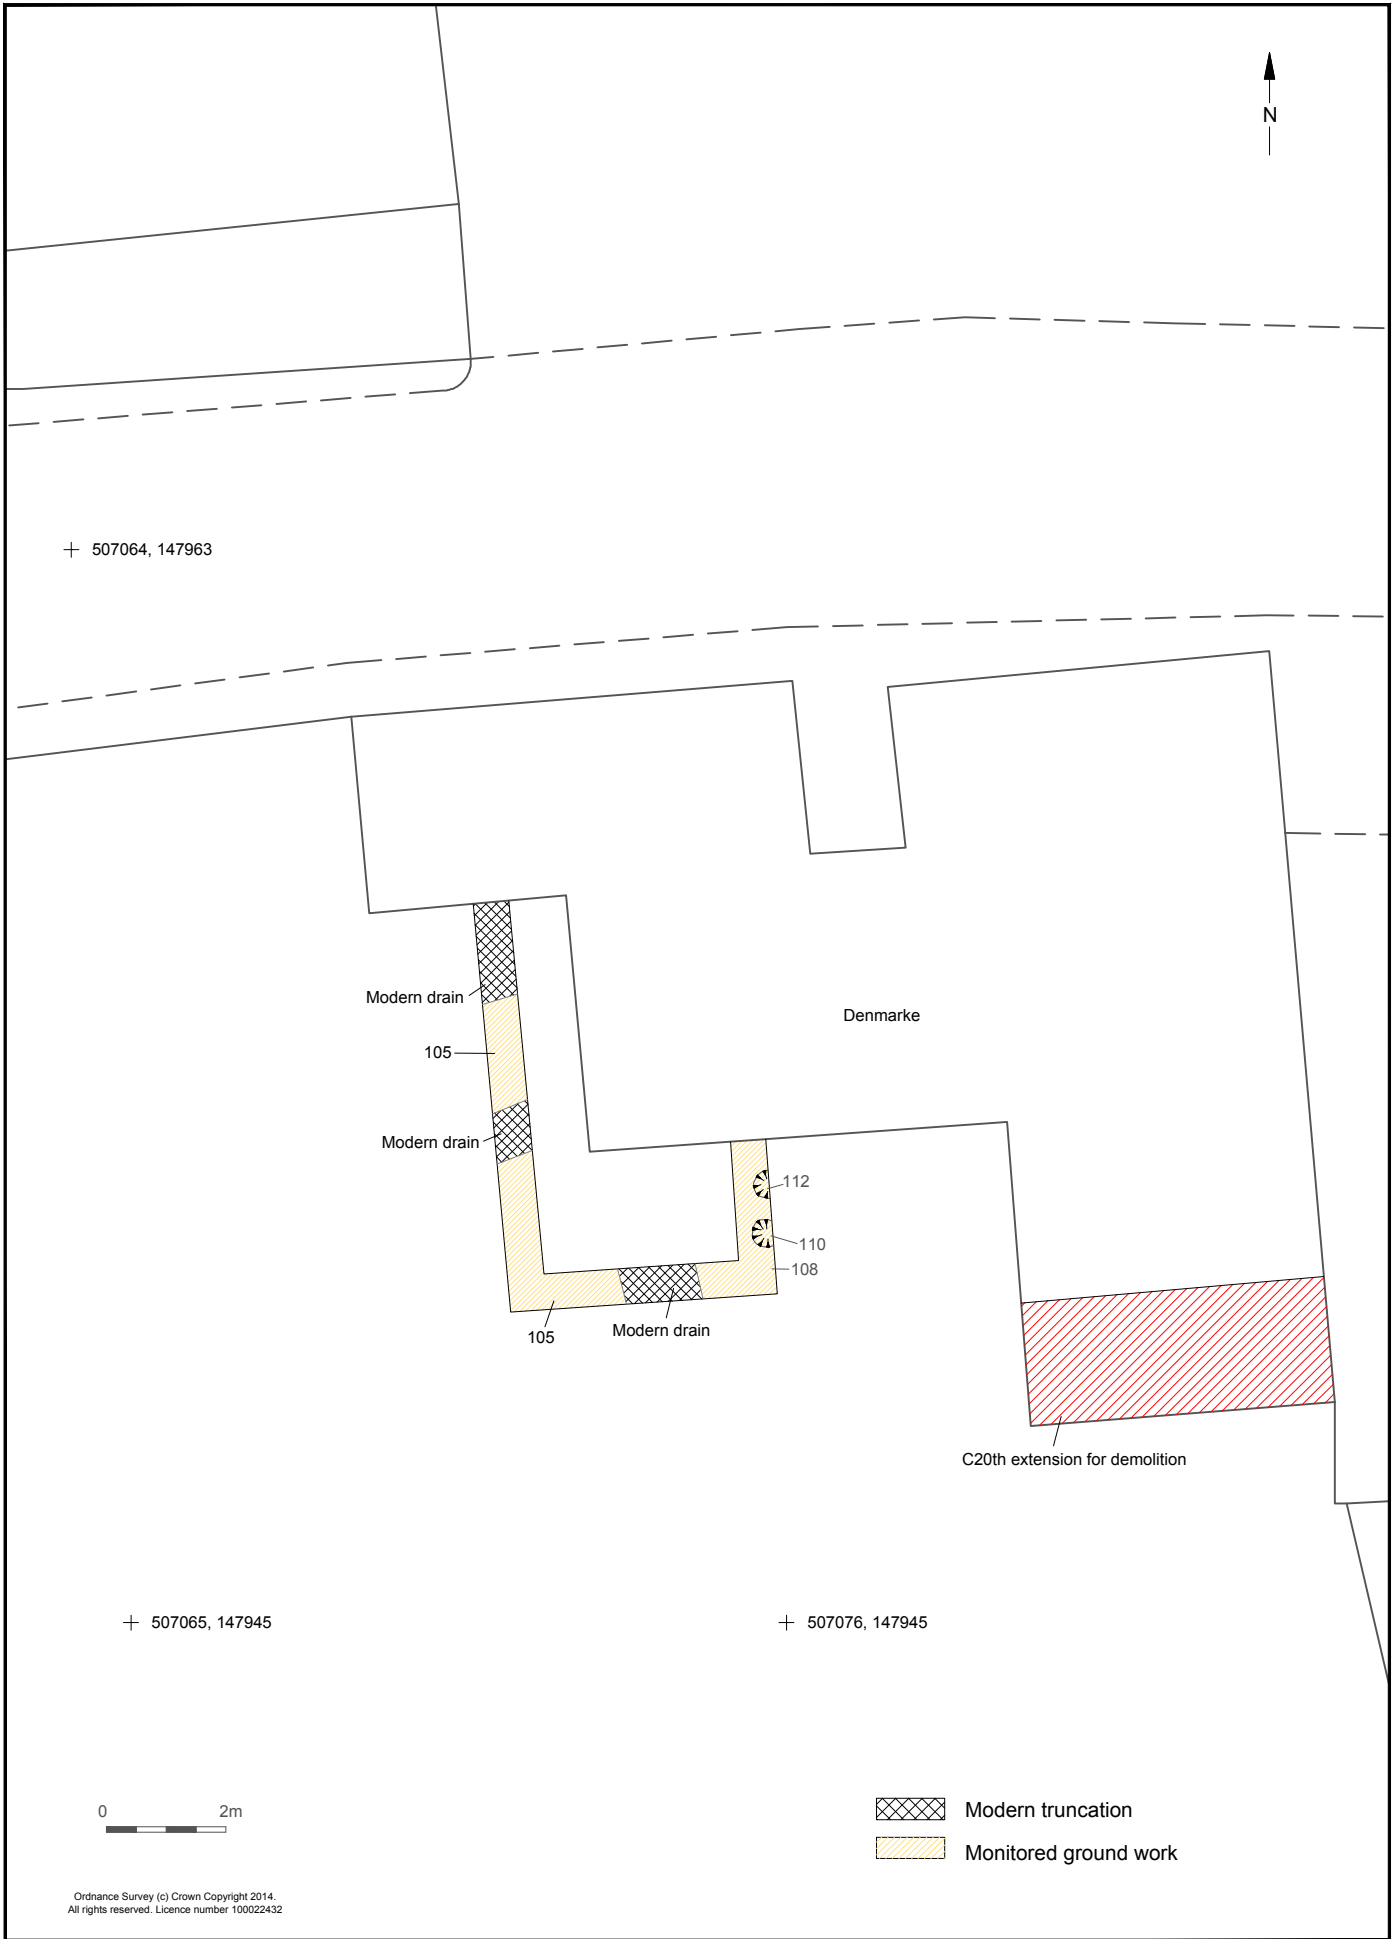 N
507064, 147963
Modern drain
Denmarke
105
Modern drain
112
110
108
105
Modern drain
C20th extension for demolition
507065, 147945
507076, 147945
0 2m
Modern truncation
Monitored ground work
Ordnance Survey (c) Crown Copyright 2014.
All rights reserved. Licence number 100022432